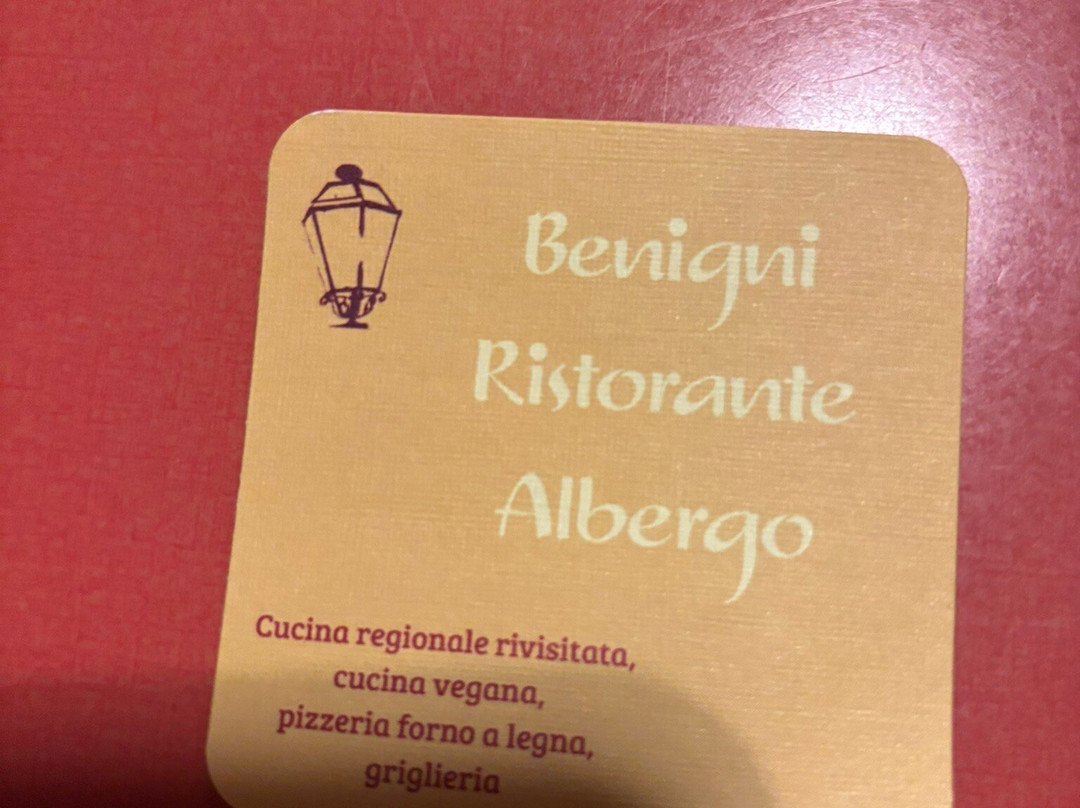 Benigni
Ristorante
Albergo
Cucina regionale rivisitata,
cucina vegana,
pizzeria forno a legna,
griglieria